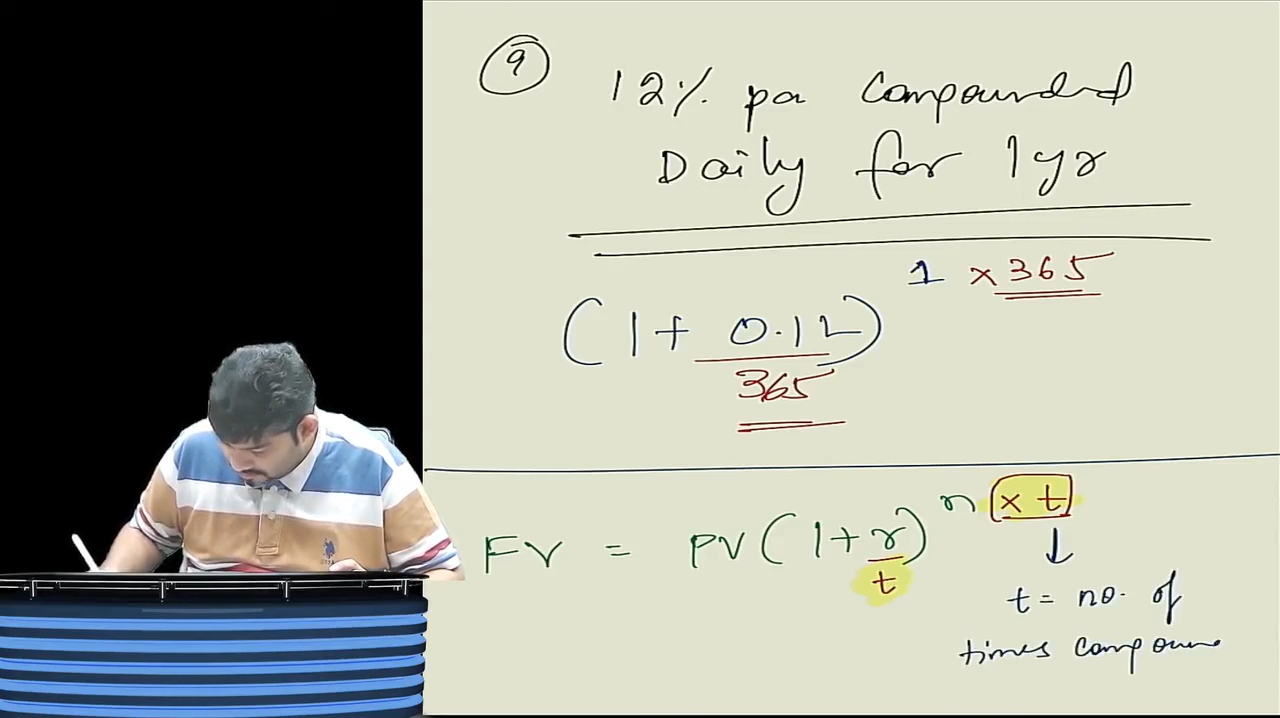 9
12% pa Compounded
Daily for 1yr
(1 + 0.12/365)^1 × 365
FV = PV(1 + r/t)^n × t
t = no. of
times compoun